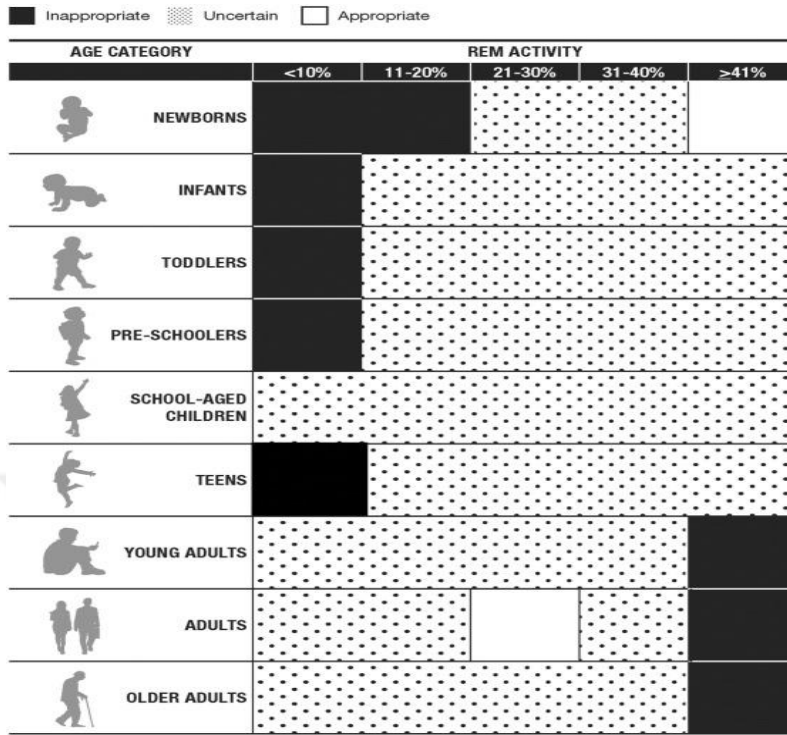 Inappropriate Uncertain Appropriate
AGE CATEGORY REM ACTIVITY
<10% 11-20% 21-30% 31-40% ≥41%
NEWBORNS
INFANTS
TODDLERS
PRE-SCHOOLERS
SCHOOL-AGED
CHILDREN
TEENS
YOUNG ADULTS
ADULTS
OLDER ADULTS